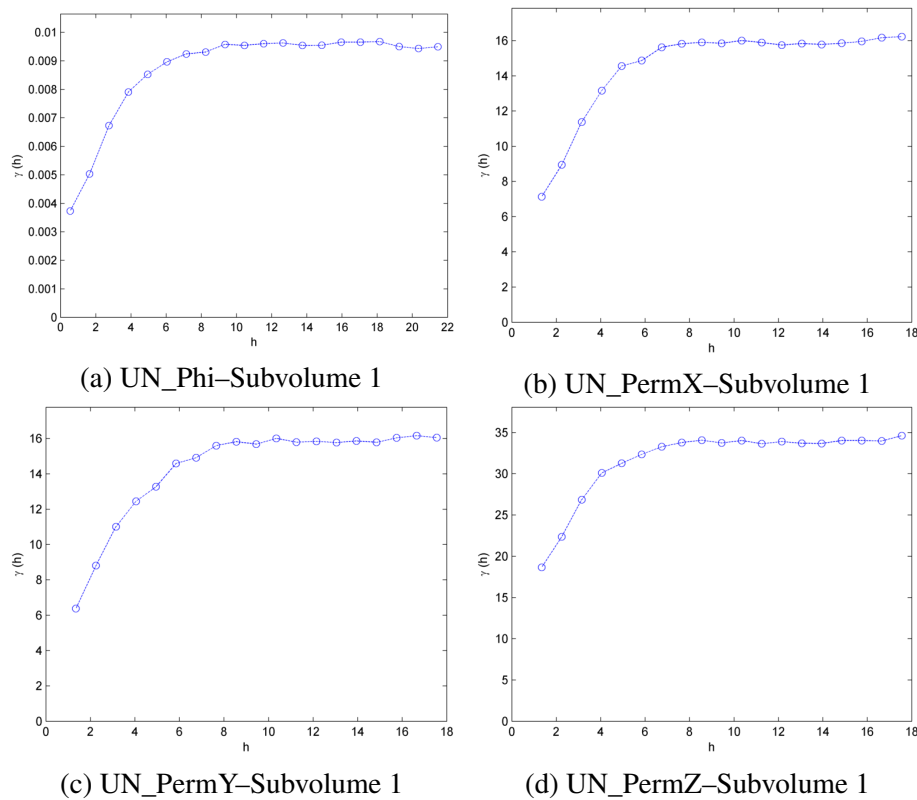 0.01
0.009
0.008
0.007
0.006
0.005
0.004
0.003
0.002
0.001
0
γ (h)
0 2 4 6 8 10 12 14 16 18 20 22
h
(a) UN_Phi–Subvolume 1
16
14
12
10
8
6
4
2
0
γ (h)
0 2 4 6 8 10 12 14 16 18
h
(b) UN_PermX–Subvolume 1
16
14
12
10
8
6
4
2
0
γ (h)
0 2 4 6 8 10 12 14 16 18
h
(c) UN_PermY–Subvolume 1
35
30
25
20
15
10
5
0
γ (h)
0 2 4 6 8 10 12 14 16 18
h
(d) UN_PermZ–Subvolume 1